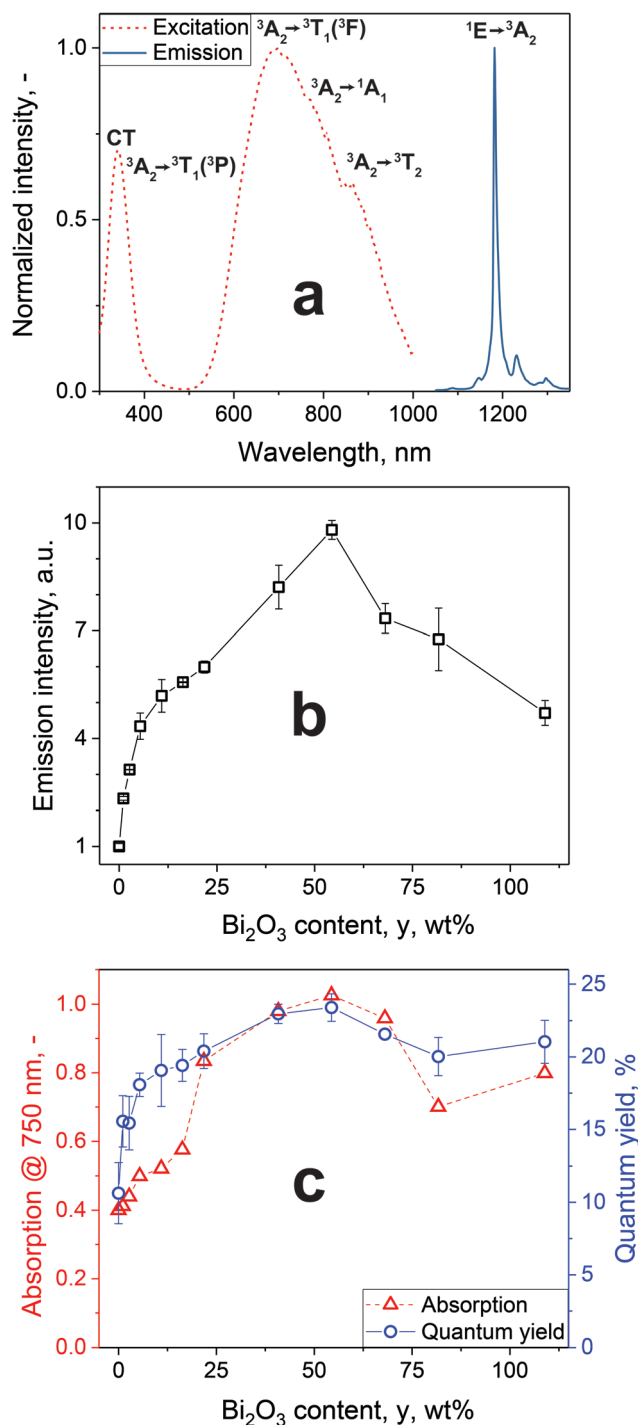 Excitation
Emission
³A₂→³T₁(³F)
¹E→³A₂
³A₂→¹A₁
CT
³A₂→³T₁(³P)
³A₂→³T₂
Normalized intensity, -
1.0
0.5
0.0
a
400 600 800 1000 1200
Wavelength, nm
Emission intensity, a.u.
10
7
4
1
b
0 25 50 75 100
Bi₂O₃ content, y, wt%
Absorption @ 750 nm, -
1.0
0.8
0.6
0.4
0.2
0.0
c
25
20
15
10
5
0
Quantum yield, %
Absorption
Quantum yield
0 25 50 75 100
Bi₂O₃ content, y, wt%